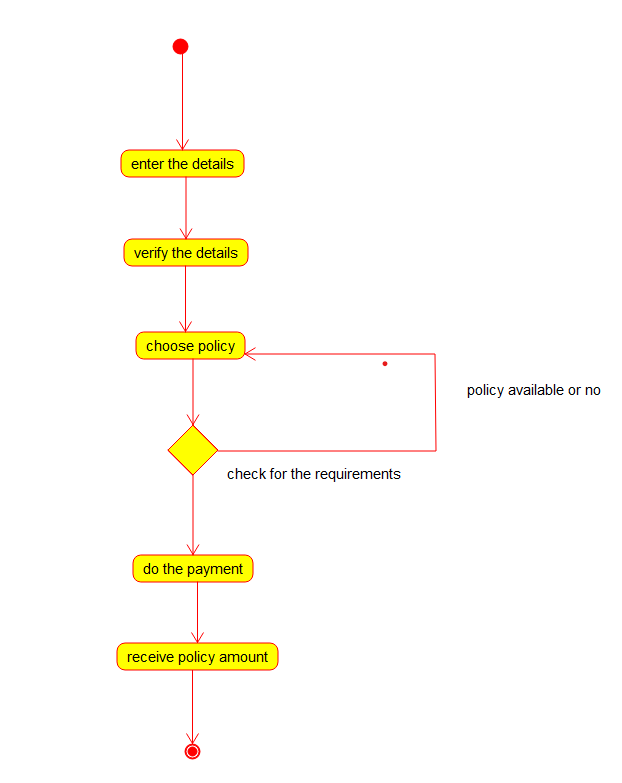 enter the details
verify the details
choose policy
policy available or no
check for the requirements
do the payment
receive policy amount